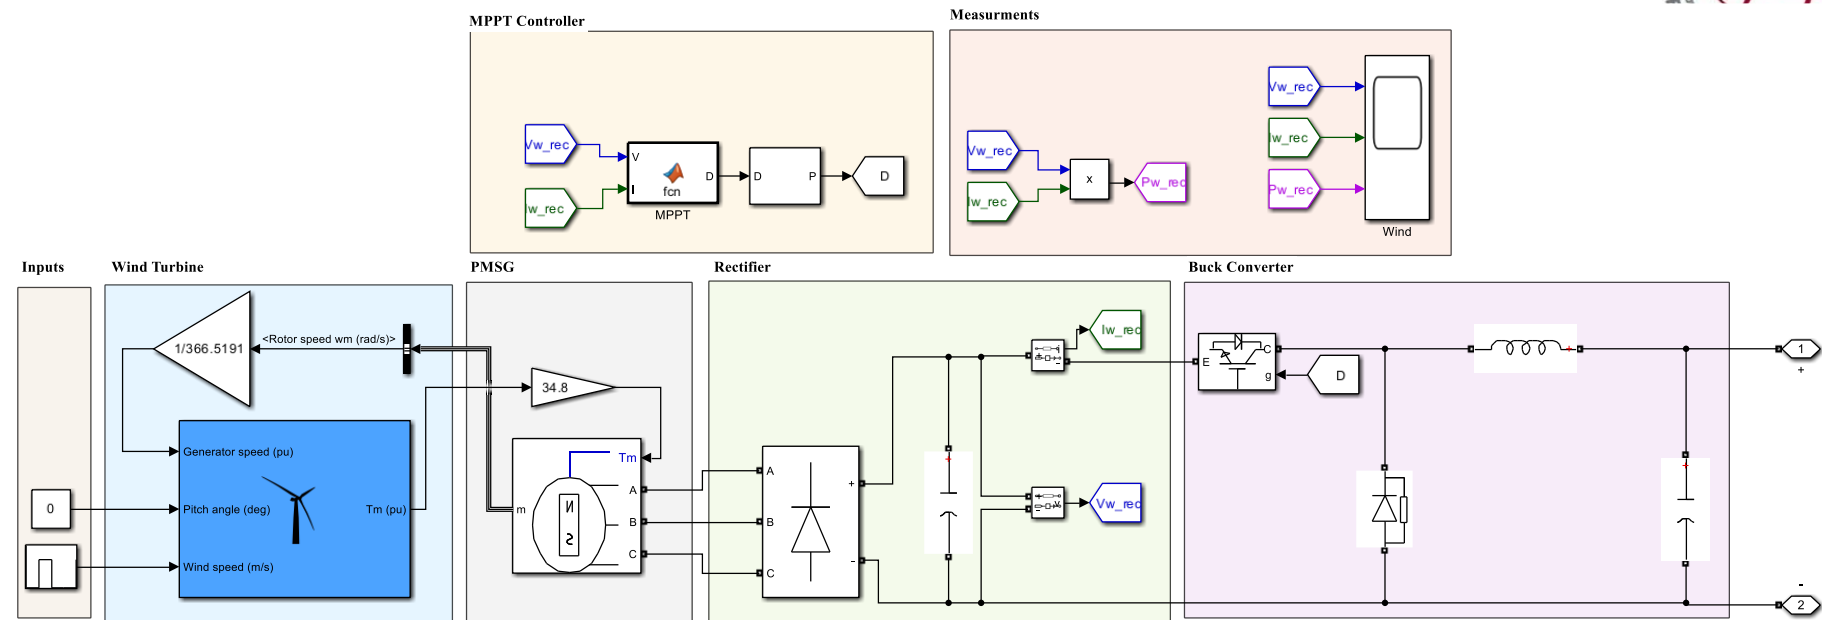 MPPT Controller
Vw_rec
Iw_rec
V
I
D
fcn
MPPT
D
P
D
Measurments
Vw_rec
Iw_rec
x
Pw_rec
Vw_rec
Iw_rec
Pw_rec
Wind
Inputs
0
Wind Turbine
1/366.5191
<Rotor speed wm (rad/s)>
Generator speed (pu)
Pitch angle (deg)
Tm (pu)
Wind speed (m/s)
PMSG
34.8
Tm
m
A
B
C
N
S
Rectifier
A
B
C
+
-
+
i
+
-
Iw_rec
+
v
-
Vw_rec
Buck Converter
E
C
g
D
+
+
1
+
-
2